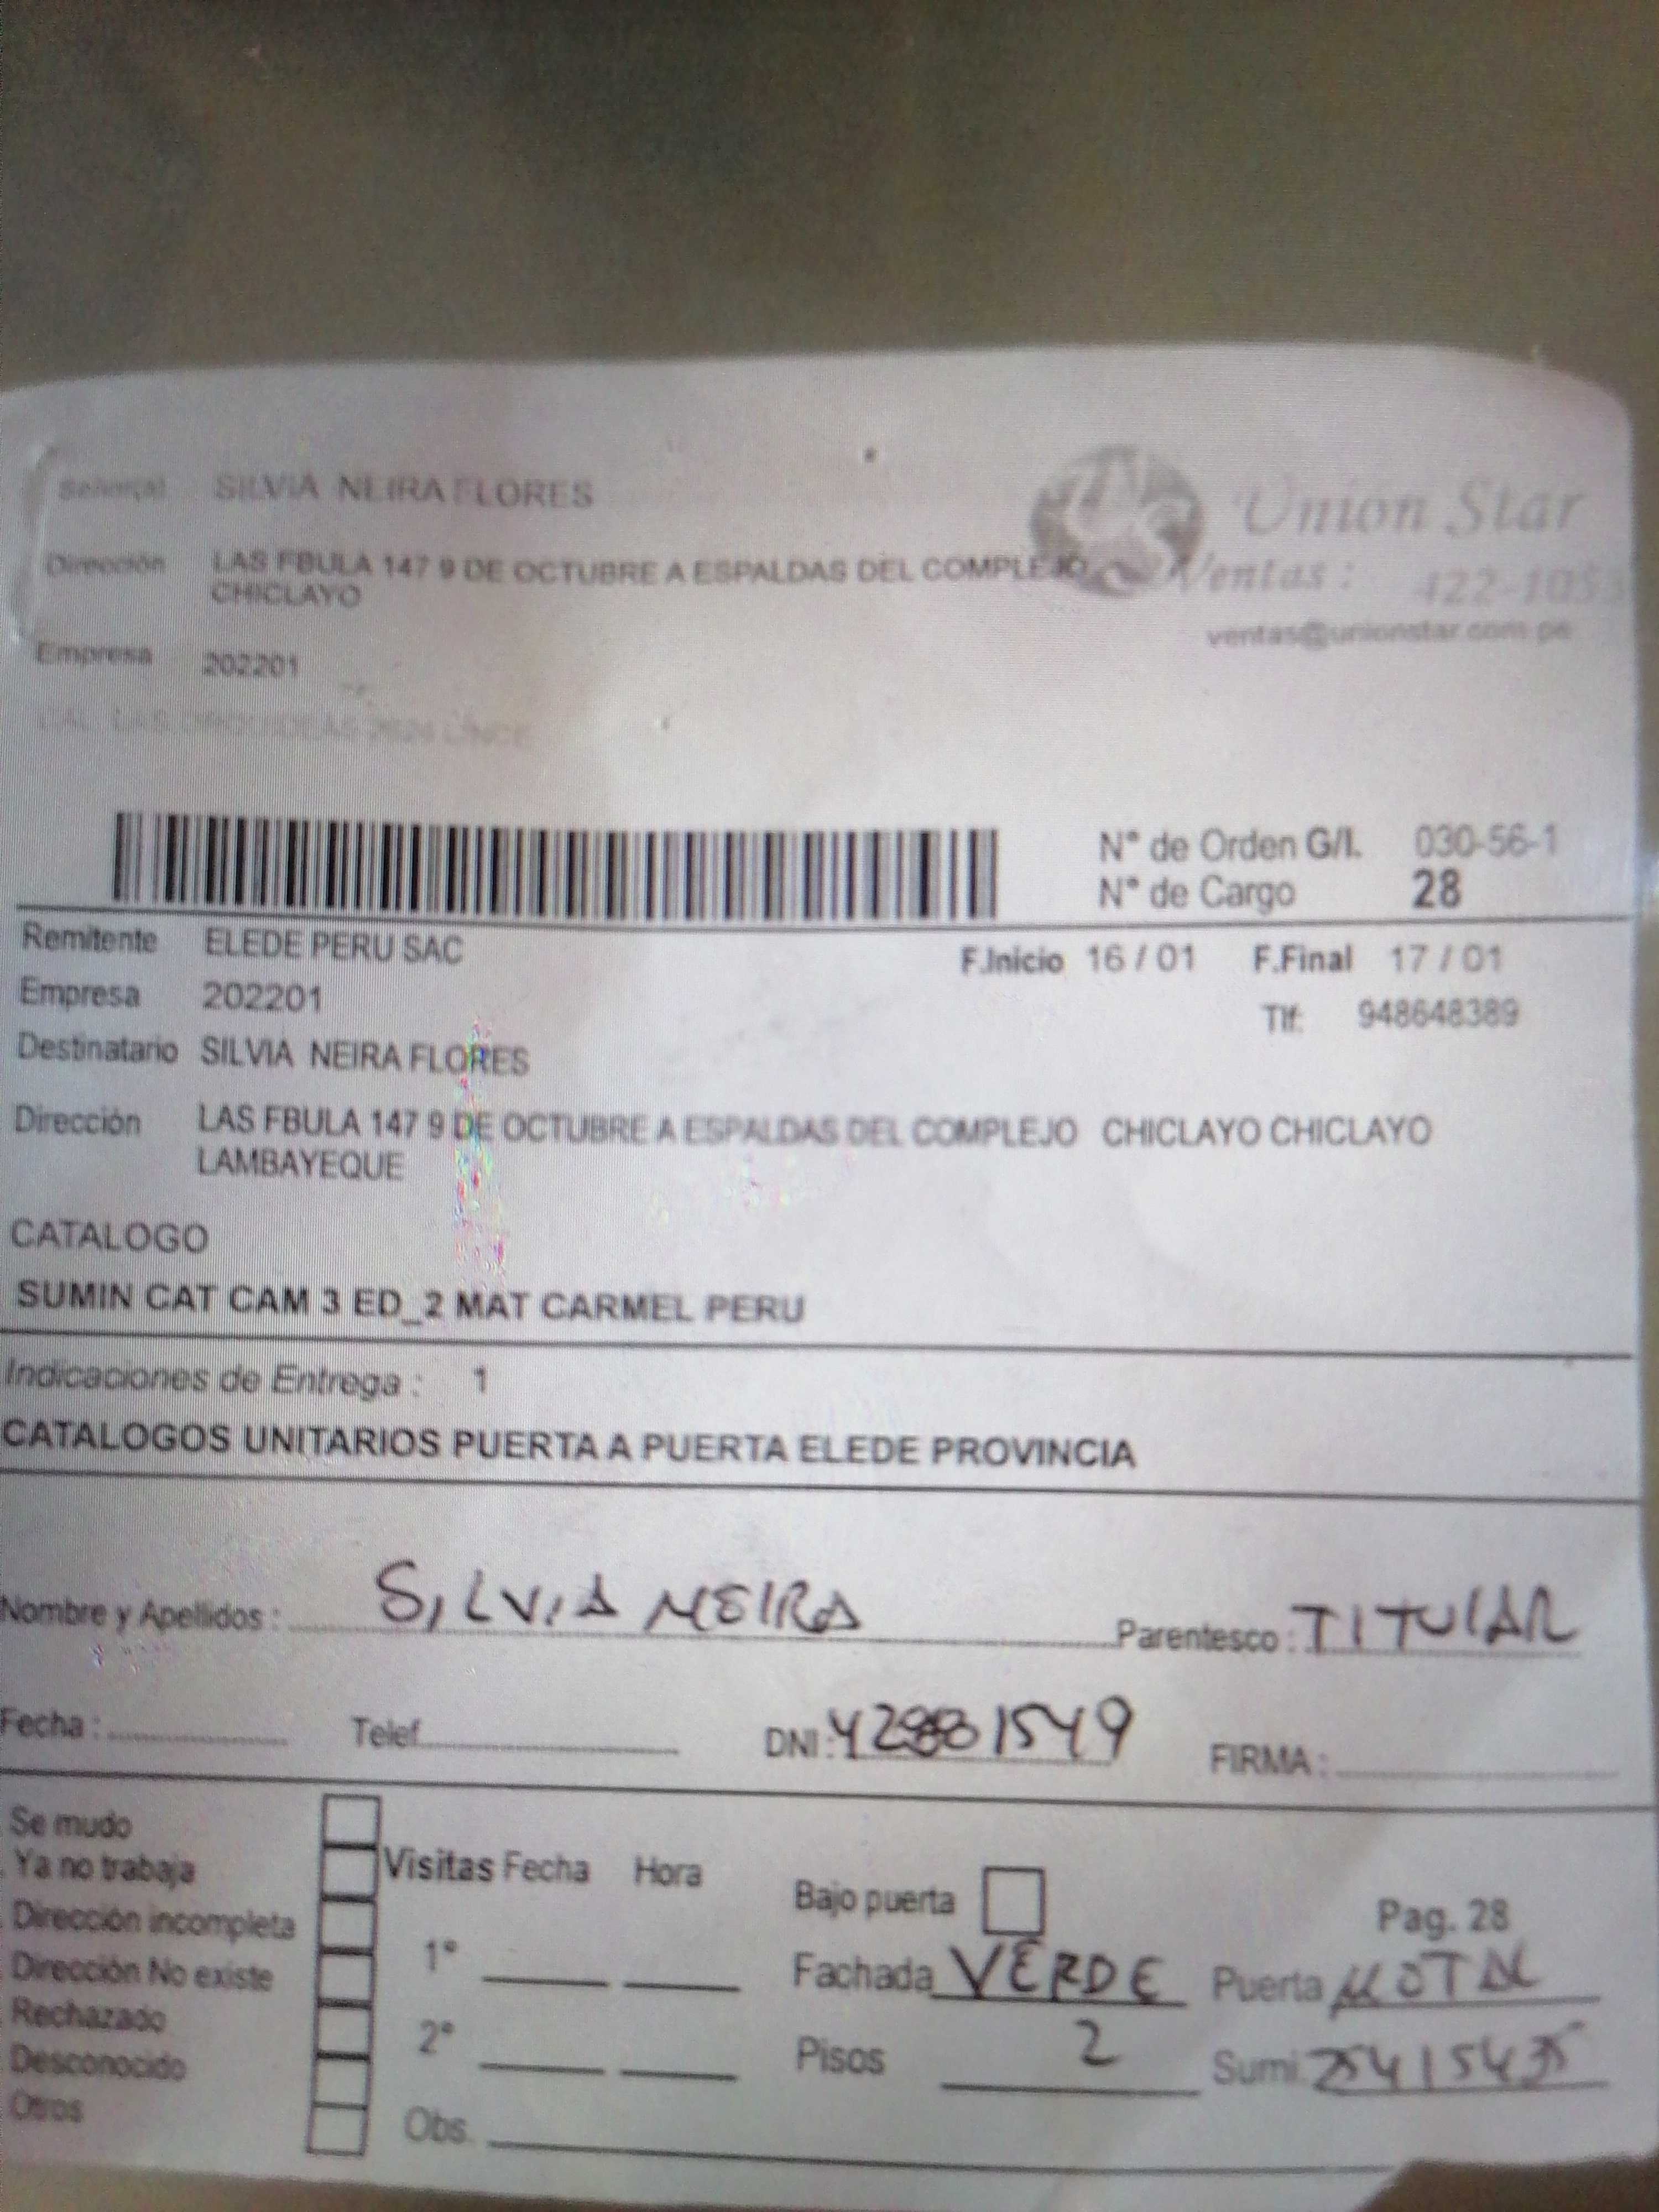 Señor(a) SILVIA NEIRA FLORES
Union Star
Dirección LAS FBULA 147 9 DE OCTUBRE A ESPALDAS DEL COMPLEJO
CHICLAYO
Ventas : 422-105
ventas@unionstar.com.pe
Empresa 202201
CAL. LAS ORQUIDEAS LINCE
N° de Orden G/I. 030-56-1
N° de Cargo 28
Remitente ELEDE PERU SAC
F.Inicio 16 / 01 F.Final 17 / 01
Empresa 202201
Tlf: 948648389
Destinatario SILVIA NEIRA FLORES
Dirección LAS FBULA 147 9 DE OCTUBRE A ESPALDAS DEL COMPLEJO CHICLAYO CHICLAYO
LAMBAYEQUE
CATALOGO
SUMIN CAT CAM 3 ED_2 MAT CARMEL PERU
Indicaciones de Entrega : 1
CATALOGOS UNITARIOS PUERTA A PUERTA ELEDE PROVINCIA
Nombre y Apellidos : SILVIA NEIRA Parentesco : TITULAR
Fecha : Telef. DNI: FIRMA :
Se mudo
Ya no trabaja
Dirección incompleta
Dirección No existe
Rechazado
Desconocido
Otros
Visitas Fecha Hora
1°
2°
Obs.
Bajo puerta Pag. 28
Fachada VERDE Puerta
Pisos 2 Sumi.